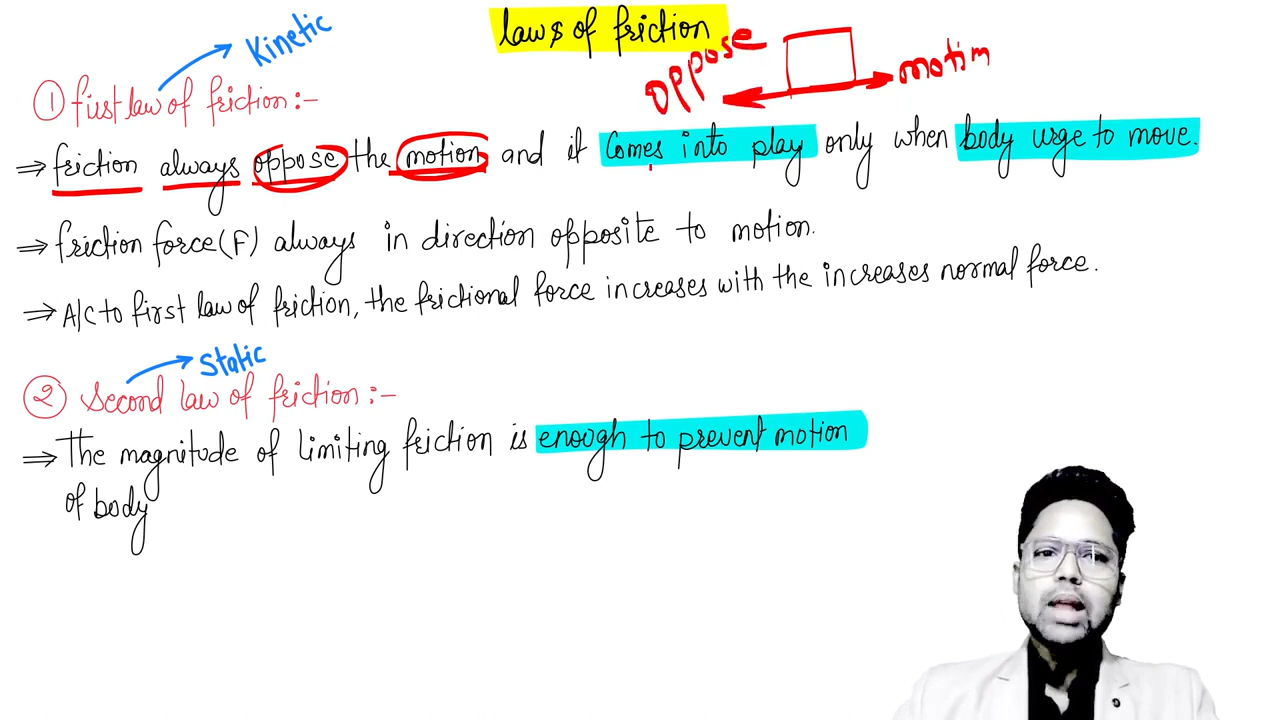 laws of friction
Kinetic
oppose
motim
① first law of friction :-
⇒ friction always oppose the motion and it Comes into play only when body urge to move.
⇒ friction force (F) always in direction opposite to motion.
⇒ A/C to first law of friction, the frictional force increases with the increases normal force.
Static
② Second law of friction :-
⇒ The magnitude of limiting friction is enough to prevent motion
of body